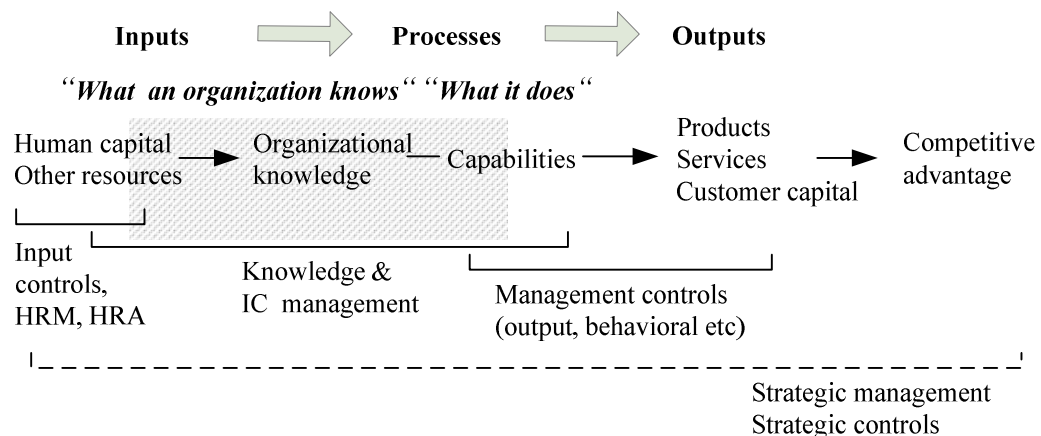 Inputs Processes Outputs
“What an organization knows“ “What it does“
Human capital
Other resources
Organizational
knowledge
Capabilities
Products
Services
Customer capital
Competitive
advantage
Input
controls,
HRM, HRA
Knowledge &
IC management
Management controls
(output, behavioral etc)
Strategic management
Strategic controls